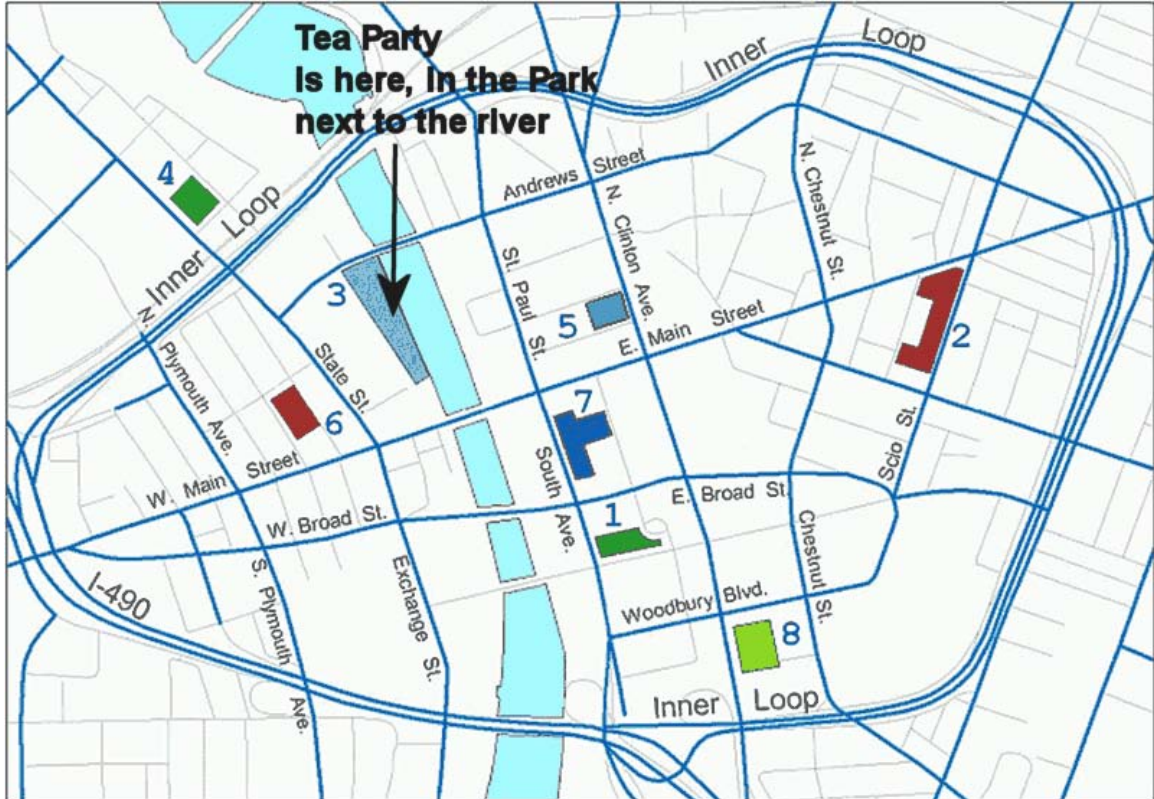 Tea Party
is here, in the Park
next to the river
Inner
Loop
4
Andrews Street
N. Chestnut St.
Inner
Loop
N. Clinton Ave.
3
St. Paul St.
5
E. Main Street
2
N. Plymouth Ave.
State St.
6
7
W. Main Street
South Ave.
Scio St.
E. Broad St.
W. Broad St.
1
Chestnut St.
I-490
S. Plymouth Ave.
Exchange St.
Woodbury Blvd.
8
Inner Loop